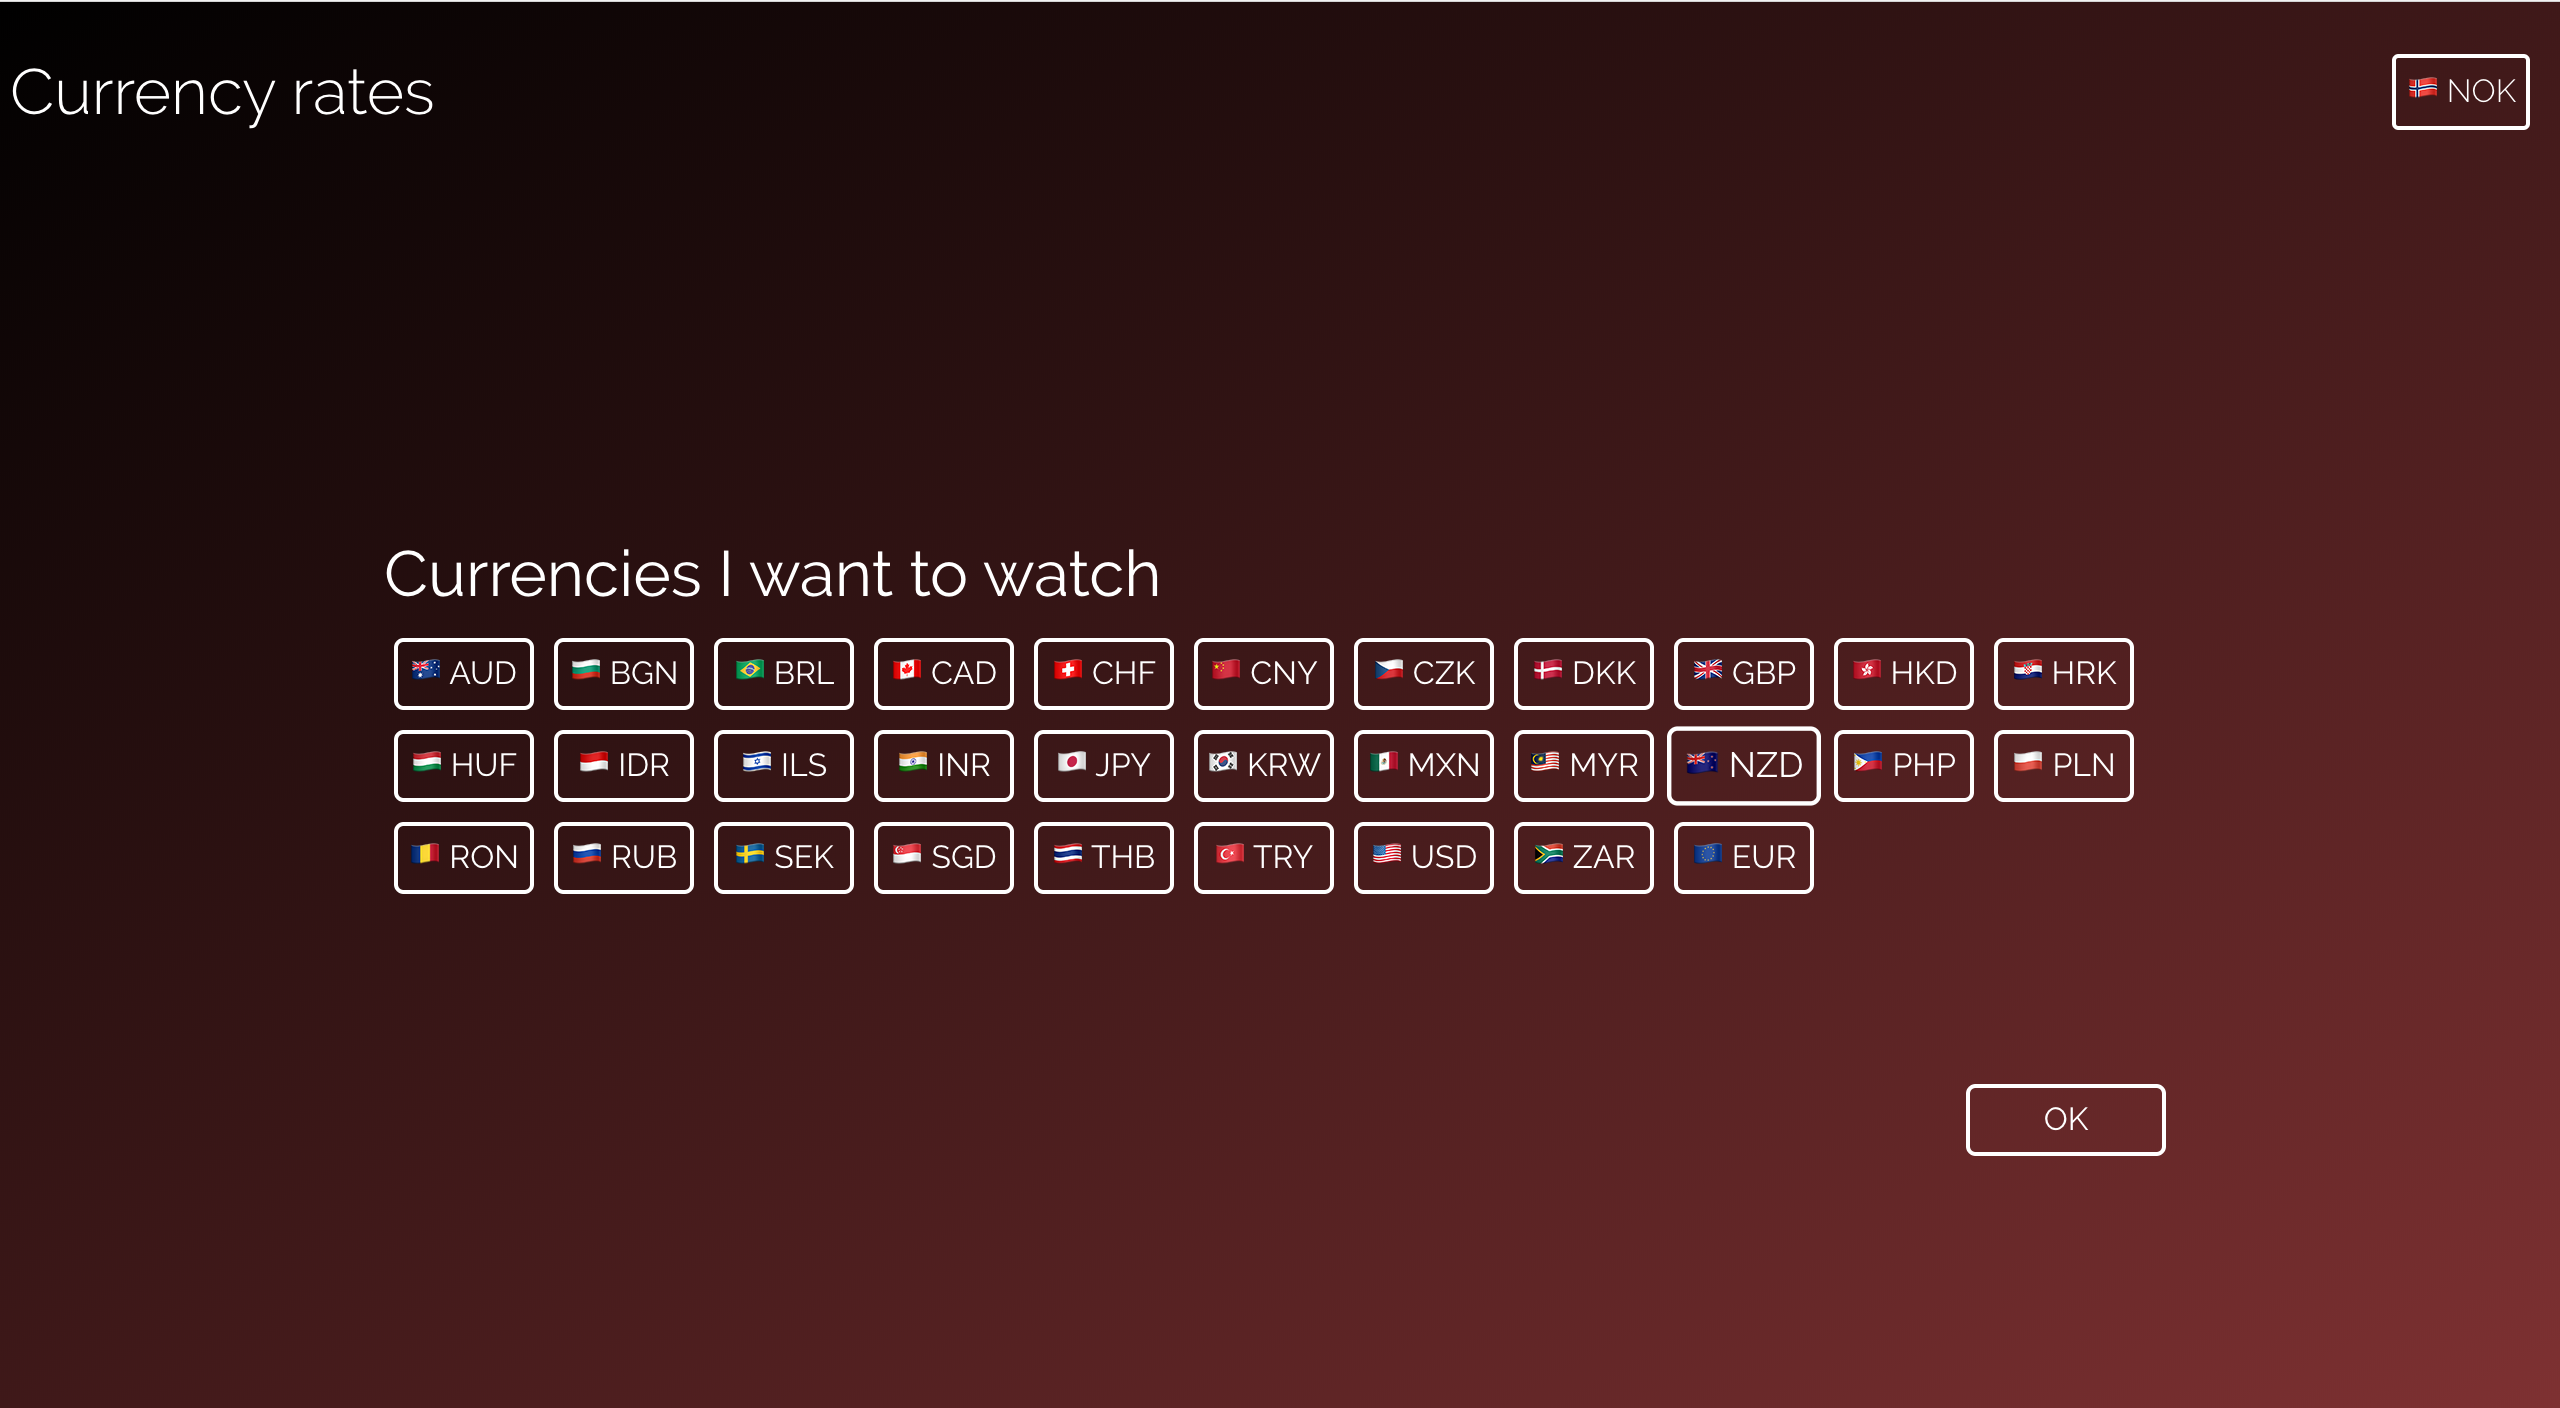 Currency rates
NOK
Currencies I want to watch
AUD BGN BRL CAD CHF CNY CZK DKK GBP HKD HRK
HUF IDR ILS INR JPY KRW MXN MYR NZD PHP PLN
RON RUB SEK SGD THB TRY USD ZAR EUR
OK